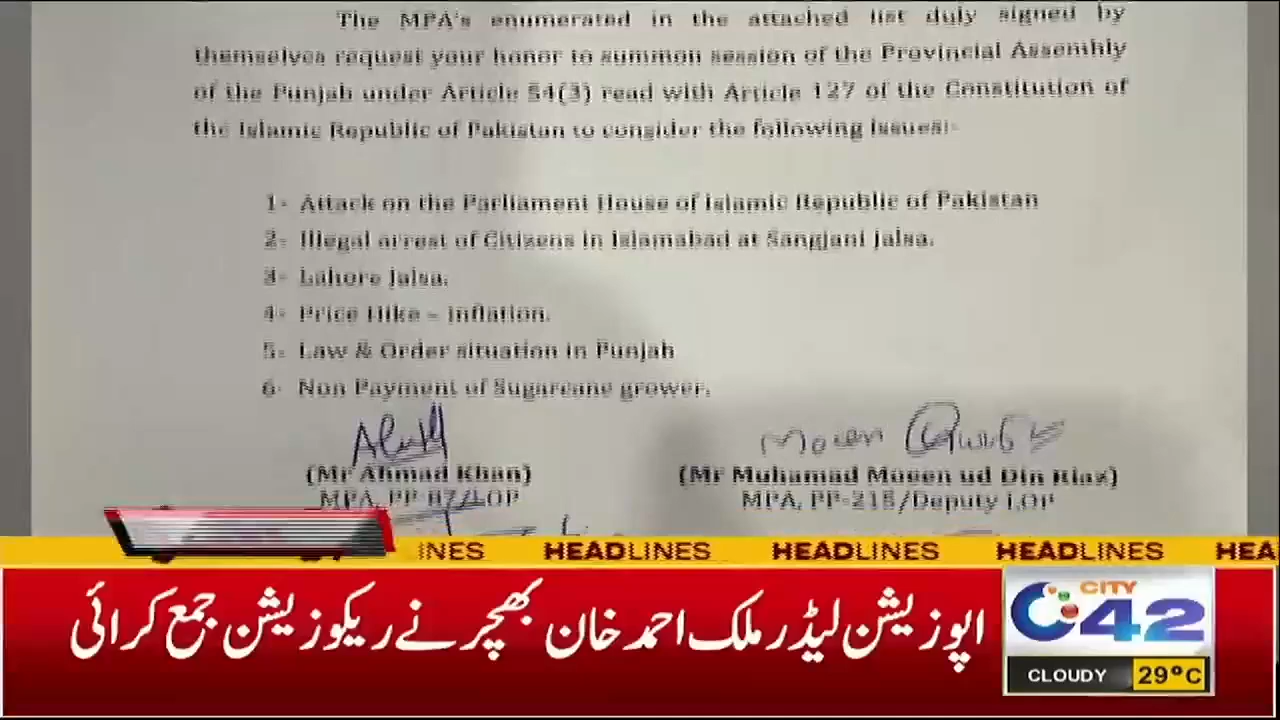 The MPA's enumerated in the attached list duly signed by
themselves request your honor to summon session of the Provincial Assembly
of the Punjab under Article 54(3) read with Article 127 of the Constitution of
the Islamic Republic of Pakistan to consider the following issues:-
1- Attack on the Parliament House of Islamic Republic of Pakistan
2- Illegal arrest of Citizens in Islamabad at Sangjani Jalsa.
3- Lahore Jalsa.
4- Price Hike – Inflation.
5- Law & Order situation in Punjab
6- Non Payment of Sugarcane grower.
(Mr Ahmad Khan)
MPA, PP-87/LOP
(Mr Muhamad Moeen ud Din Riaz)
MPA, PP-215/Deputy LOP
INES HEADLINES HEADLINES HEADLINES HEA
اپوزیشن لیڈر ملک احمد خان بھچر نے ریکوزیشن جمع کرائی
CITY
42
CLOUDY 29°C